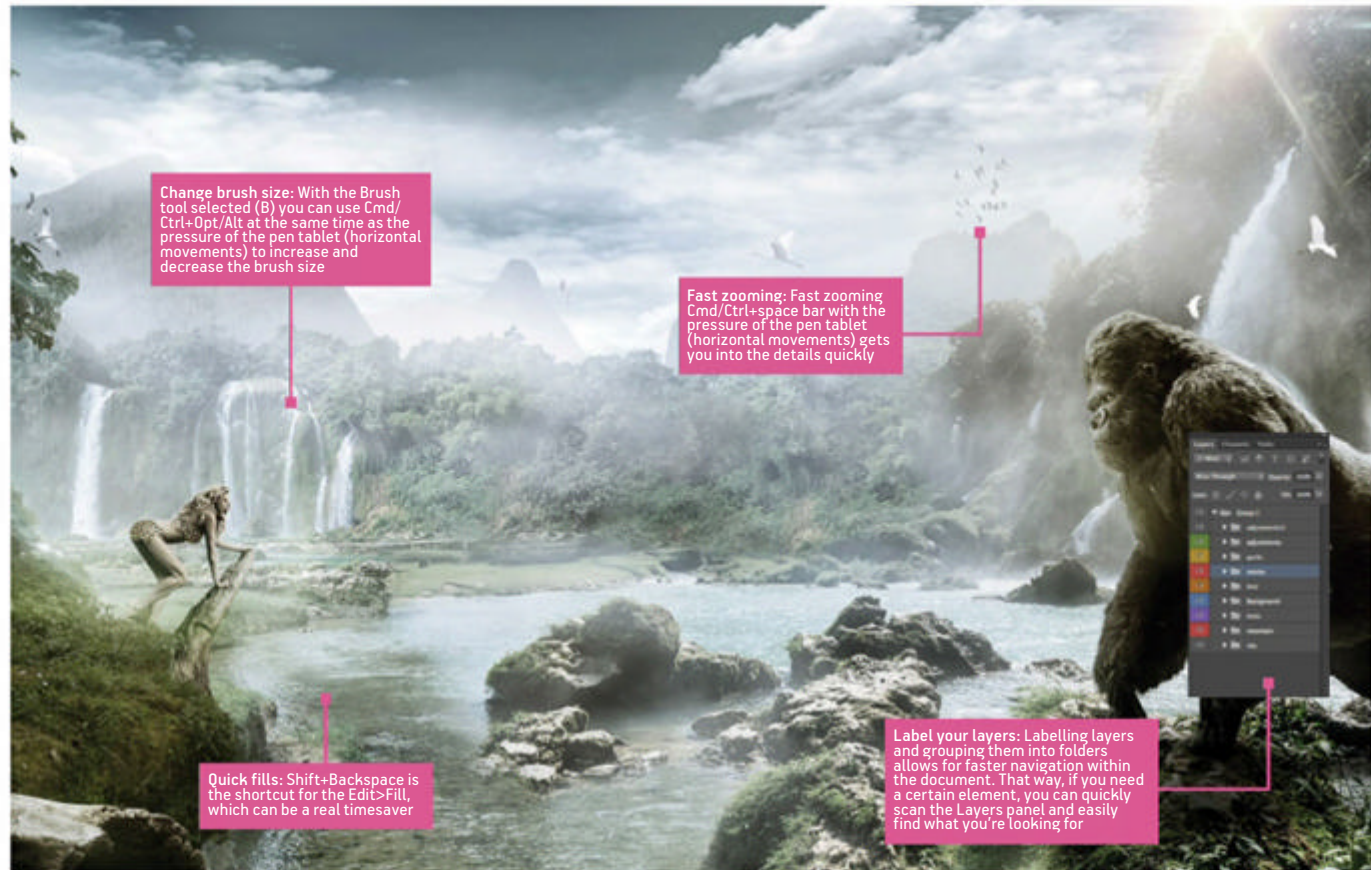 Change brush size: With the Brush
tool selected (B) you can use Cmd/
Ctrl+Opt/Alt at the same time as the
pressure of the pen tablet (horizontal
movements) to increase and
decrease the brush size
Fast zooming: Fast zooming
Cmd/Ctrl+space bar with the
pressure of the pen tablet
(horizontal movements) gets
you into the details quickly
Layers Channels Paths
Quick fills: Shift+Backspace is
the shortcut for the Edit>Fill,
which can be a real timesaver
Label your layers: Labelling layers
and grouping them into folders
allows for faster navigation within
the document. That way, if you need
a certain element, you can quickly
scan the Layers panel and easily
find what you're looking for